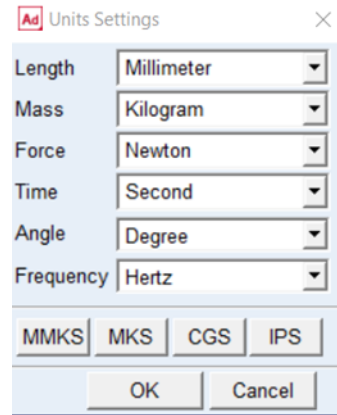 Ad Units Settings
Length Millimeter
Mass Kilogram
Force Newton
Time Second
Angle Degree
Frequency Hertz
MMKS MKS CGS IPS
OK Cancel